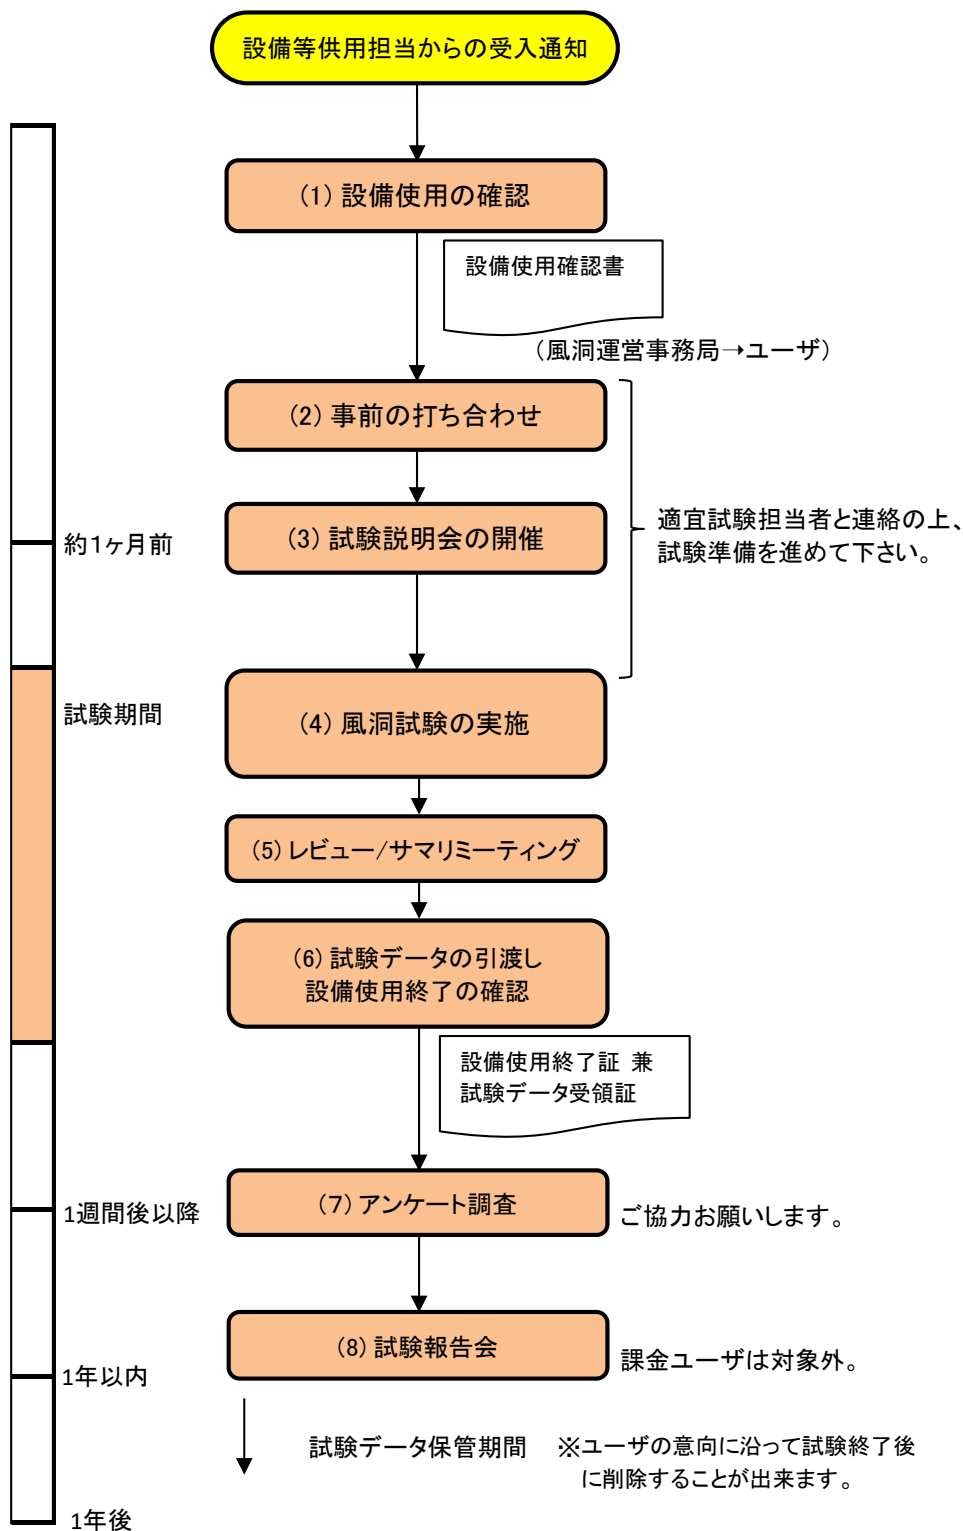 設備等供用担当からの受入通知
(1) 設備使用の確認
設備使用確認書
(風洞運営事務局→ユーザ)
(2) 事前の打ち合わせ
(3) 試験説明会の開催
適宜試験担当者と連絡の上、
試験準備を進めて下さい。
約1ヶ月前
試験期間
(4) 風洞試験の実施
(5) レビュー/サマリミーティング
(6) 試験データの引渡し
設備使用終了の確認
設備使用終了証 兼
試験データ受領証
(7) アンケート調査
1週間後以降
ご協力お願いします。
(8) 試験報告会
課金ユーザは対象外。
1年以内
試験データ保管期間 ※ユーザの意向に沿って試験終了後
に削除することが出来ます。
1年後